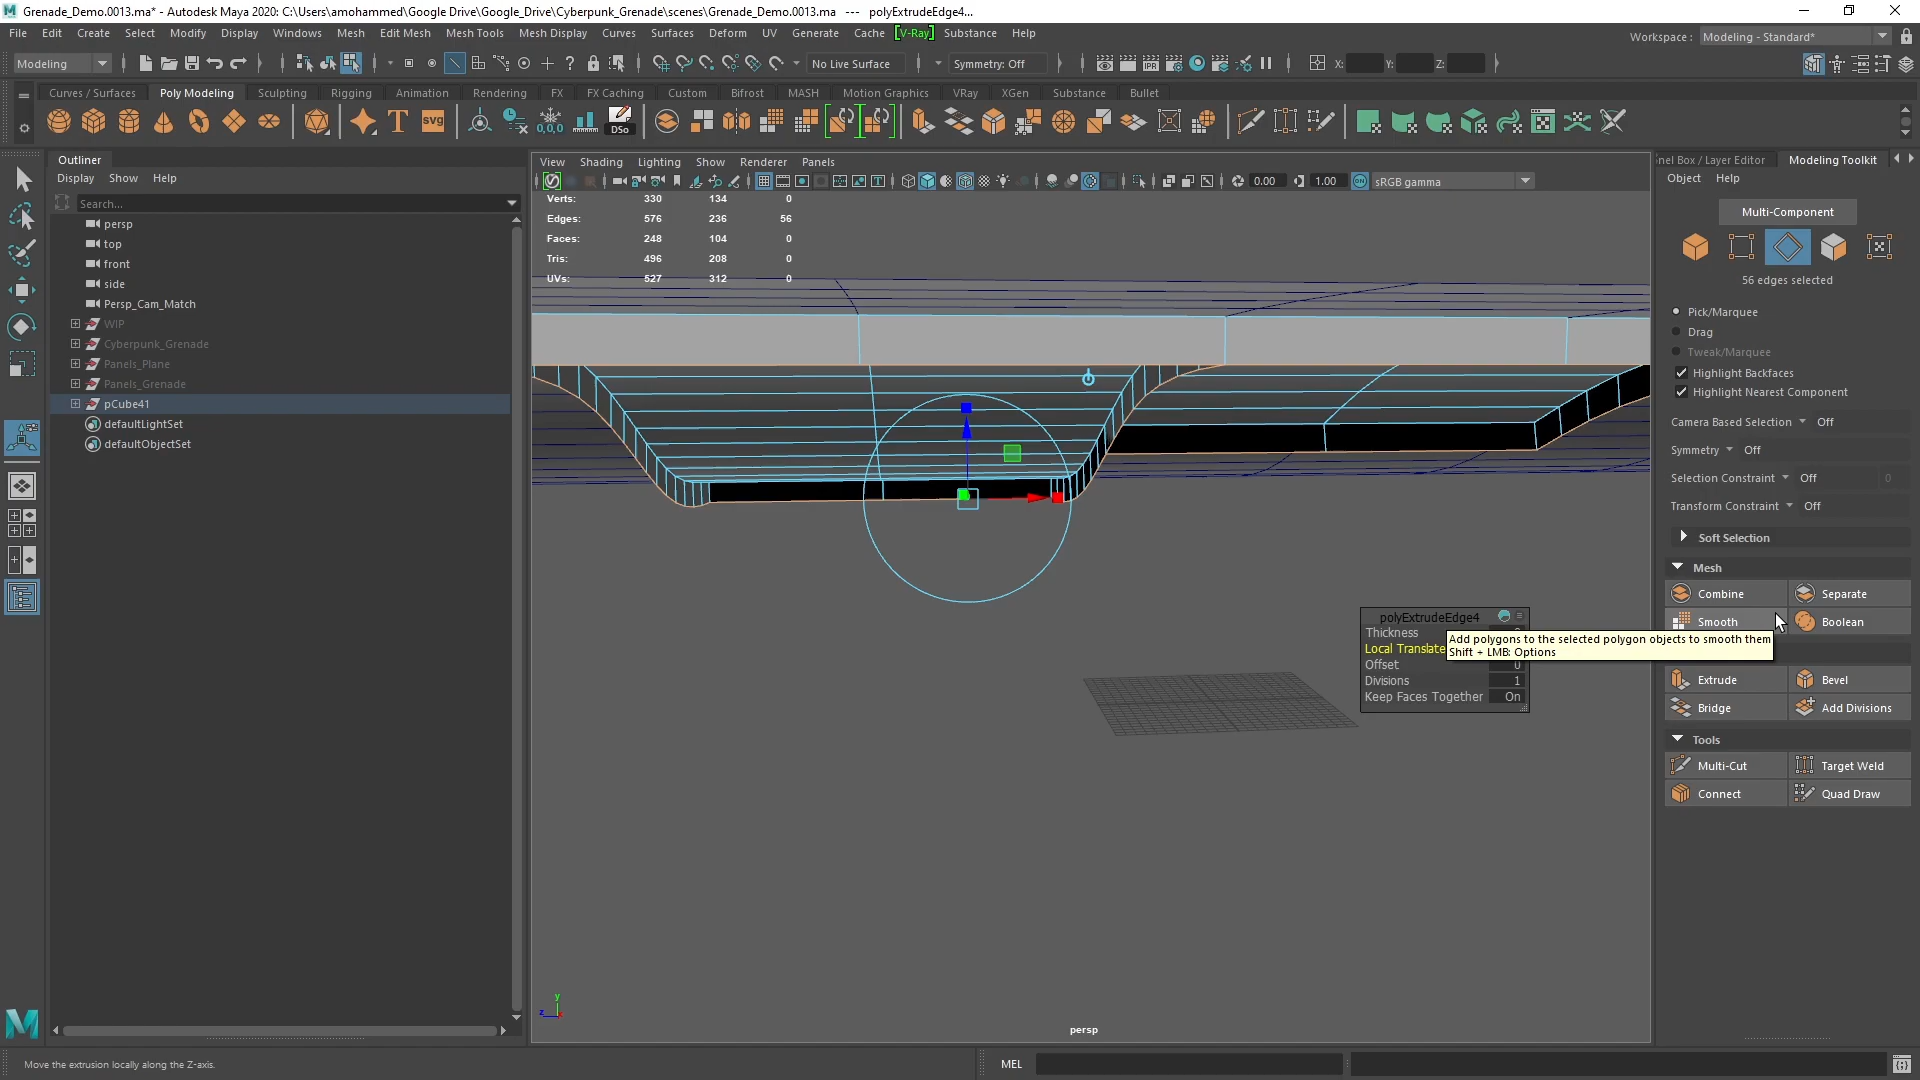 Grenade_Demo.0013.ma* - Autodesk Maya 2020: C:\Users\amohammed\Google Drive\Google_Drive\Cyberpunk_Grenade\scenes\Grenade_Demo.0013.ma --- polyExtrudeEdge4...
File Edit Create Select Modify Display Windows Mesh Edit Mesh Mesh Tools Mesh Display Curves Surfaces Deform UV Generate Cache [V-Ray] Substance Help
Workspace : Modeling - Standard*
Modeling No Live Surface Symmetry: Off X: Y: Z:
Curves / Surfaces Poly Modeling Sculpting Rigging Animation Rendering FX FX Caching Custom Bifrost MASH Motion Graphics VRay XGen Substance Bullet
T SVG 0,0,0 DSo
Outliner
Display Show Help
Search...
persp
top
front
side
Persp_Cam_Match
WIP
Cyberpunk_Grenade
Panels_Plane
Panels_Grenade
pCube41
defaultLightSet
defaultObjectSet
View Shading Lighting Show Renderer Panels
0.00 1.00 sRGB gamma
Verts: 330 134 0
Edges: 576 236 56
Faces: 248 104 0
Tris: 496 208 0
UVs: 527 312 0
polyExtrudeEdge4
Thickness
Local Translate
Offset 0
Divisions 1
Keep Faces Together On
Add polygons to the selected polygon objects to smooth them
Shift + LMB: Options
y
z
persp
nel Box / Layer Editor Modeling Toolkit
Object Help
Multi-Component
56 edges selected
Pick/Marquee
Drag
Tweak/Marquee
Highlight Backfaces
Highlight Nearest Component
Camera Based Selection Off
Symmetry Off
Selection Constraint Off 0
Transform Constraint Off
Soft Selection
Mesh
Combine Separate
Smooth Boolean
Extrude Bevel
Bridge Add Divisions
Tools
Multi-Cut Target Weld
Connect Quad Draw
Move the extrusion locally along the Z-axis.
MEL